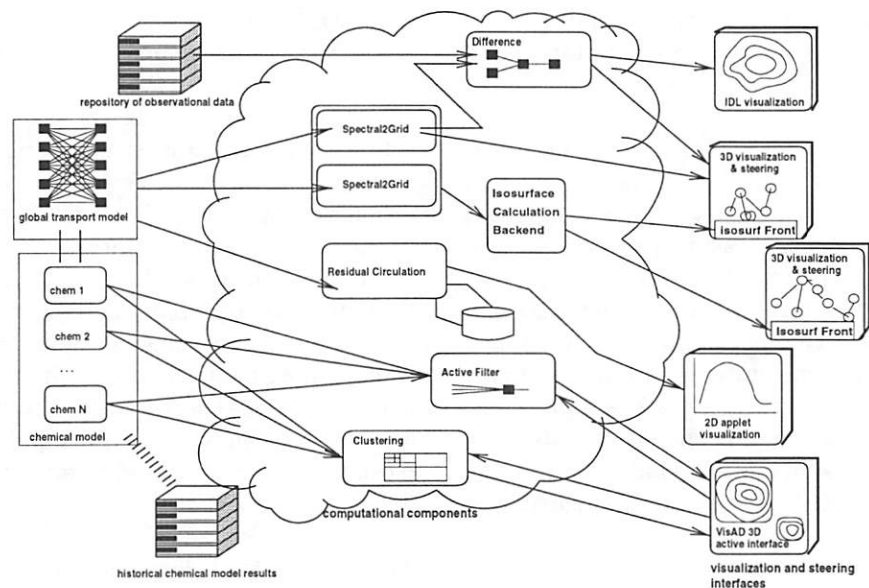 Difference
repository of observational data
IDL visualization
Spectral2Grid
Spectral2Grid
3D visualization
& steering
isosurf Front
global transport model
Isosurface
Calculation
Backend
3D visualization
& steering
Isosurf Front
Residual Circulation
chem 1
chem 2
...
chem N
chemical model
Active Filter
2D applet
visualization
Clustering
computational components
VisAD 3D
active interface
visualization and steering
interfaces
historical chemical model results